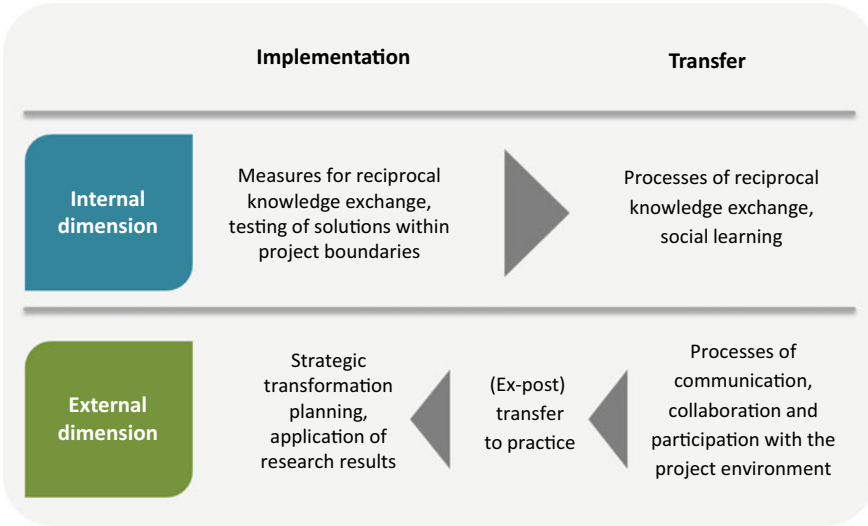 Implementation
Transfer
Internal
dimension
Measures for reciprocal
knowledge exchange,
testing of solutions within
project boundaries
Processes of reciprocal
knowledge exchange,
social learning
External
dimension
Strategic
transformation
planning,
application of
research results
(Ex-post)
transfer
to practice
Processes of
communication,
collaboration and
participation with the
project environment